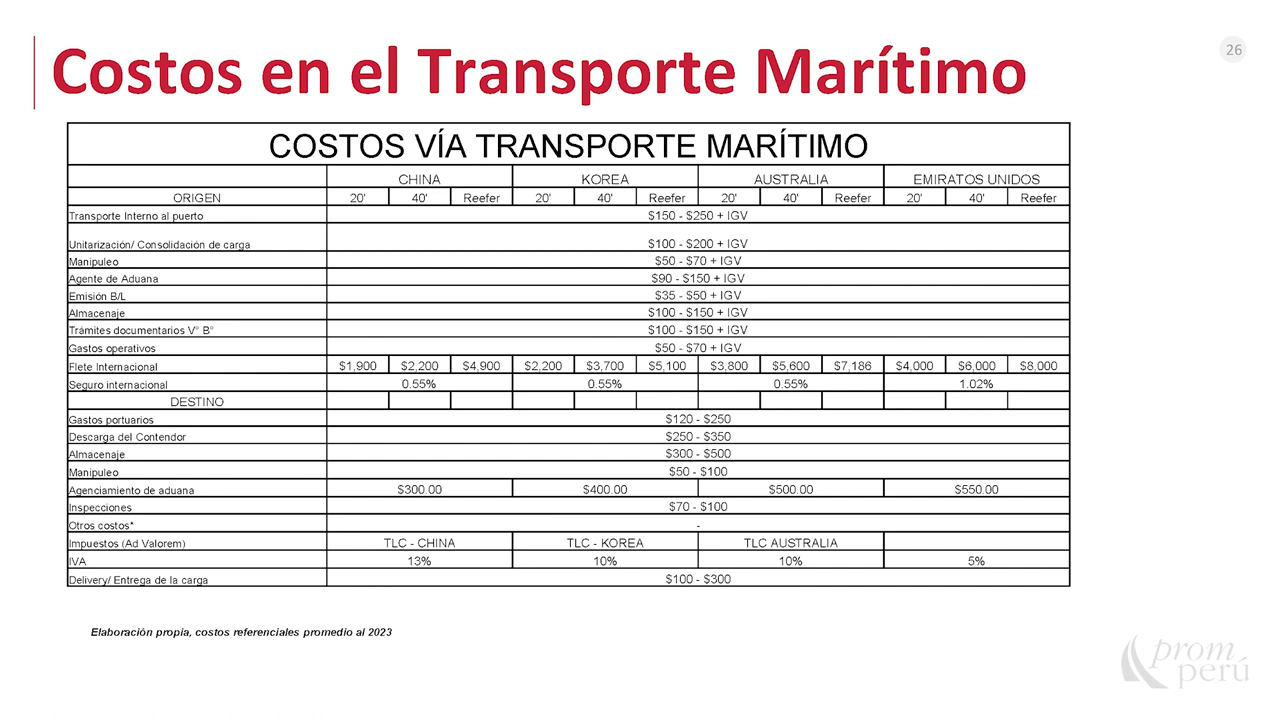 Costos en el Transporte Marítimo
26
COSTOS VÍA TRANSPORTE MARÍTIMO
CHINA KOREA AUSTRALIA EMIRATOS UNIDOS
ORIGEN 20' 40' Reefer 20' 40' Reefer 20' 40' Reefer 20' 40' Reefer
Transporte Interno al puerto $150 - $250 + IGV
Unitarización/ Consolidación de carga $100 - $200 + IGV
Manipuleo $50 - $70 + IGV
Agente de Aduana $90 - $150 + IGV
Emisión B/L $35 - $50 + IGV
Almacenaje $100 - $150 + IGV
Trámites documentarios V° B° $100 - $150 + IGV
Gastos operativos $50 - $70 + IGV
Flete Internacional $1,900 $2,200 $4,900 $2,200 $3,700 $5,100 $3,800 $5,600 $7,186 $4,000 $6,000 $8,000
Seguro internacional 0.55% 0.55% 0.55% 1.02%
DESTINO
Gastos portuarios $120 - $250
Descarga del Contendor $250 - $350
Almacenaje $300 - $500
Manipuleo $50 - $100
Agenciamiento de aduana $300.00 $400.00 $500.00 $550.00
Inspecciones $70 - $100
Otros costos* -
Impuestos (Ad Valorem) TLC - CHINA TLC - KOREA TLC AUSTRALIA
IVA 13% 10% 10% 5%
Delivery/ Entrega de la carga $100 - $300
Elaboración propia, costos referenciales promedio al 2023
prom
perú